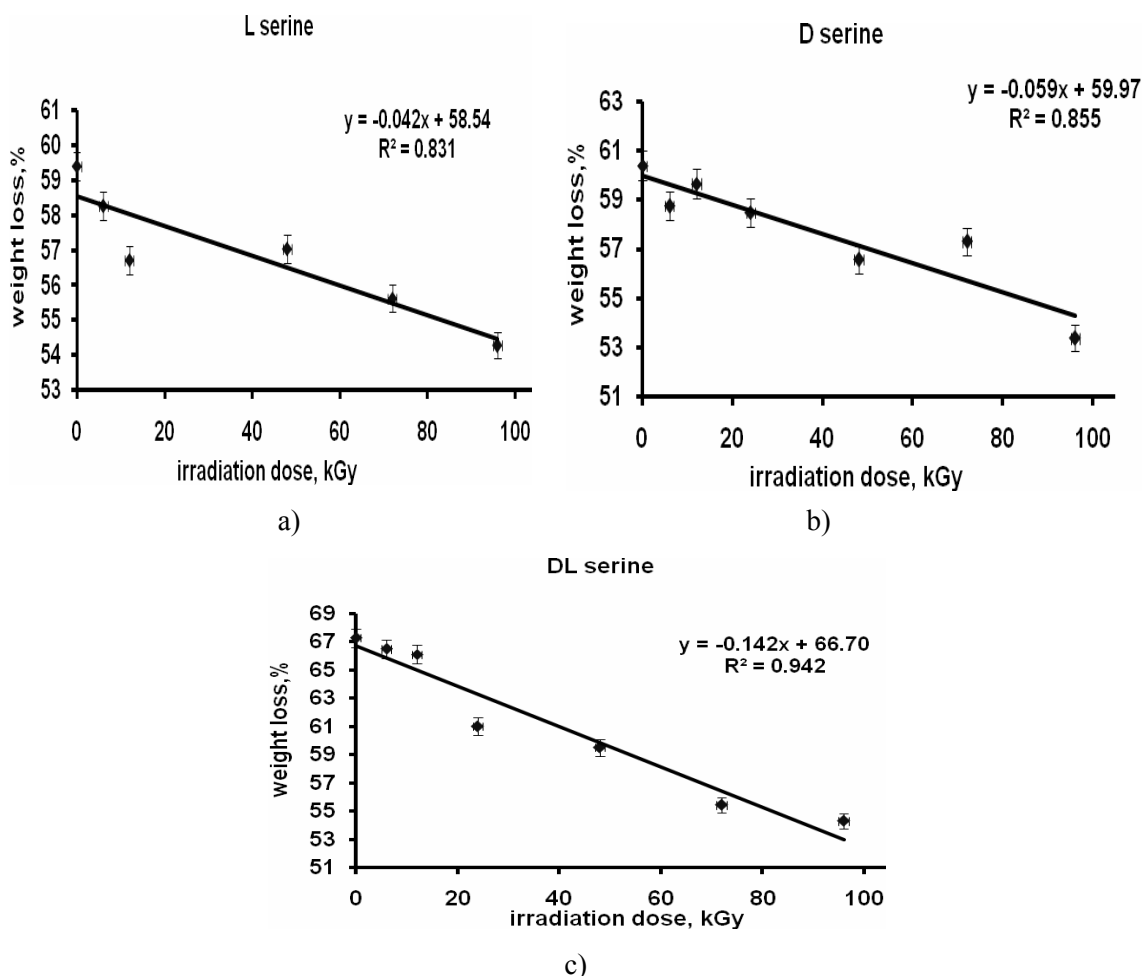 L serine
y = -0.042x + 58.54
R² = 0.831
61
60
59
58
57
56
55
54
53
weight loss,%
0 20 40 60 80 100
irradiation dose, kGy
a)
D serine
y = -0.059x + 59.97
R² = 0.855
63
61
59
57
55
53
51
weight loss,%
0 20 40 60 80 100
irradiation dose, kGy
b)
DL serine
y = -0.142x + 66.70
R² = 0.942
69
67
65
63
61
59
57
55
53
51
weight loss,%
0 20 40 60 80 100
irradiation dose, kGy
c)